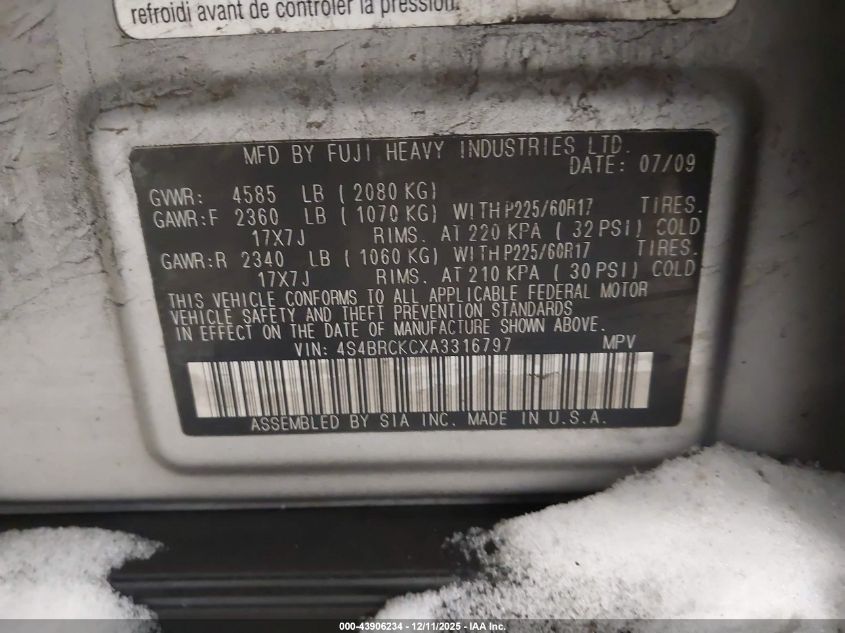 refroidi avant de contrôler la pression.
MFD BY FUJI HEAVY INDUSTRIES LTD.
DATE: 07/09
GVWR: 4585 LB (2080 KG)
GAWR:F 2360 LB (1070 KG) WITH P225/60R17 TIRES.
17X7J RIMS. AT 220 KPA (32 PSI) COLD
GAWR:R 2340 LB (1060 KG) WITH P225/60R17 TIRES.
17X7J RIMS. AT 210 KPA (30 PSI) COLD
THIS VEHICLE CONFORMS TO ALL APPLICABLE FEDERAL MOTOR
VEHICLE SAFETY AND THEFT PREVENTION STANDARDS
IN EFFECT ON THE DATE OF MANUFACTURE SHOWN ABOVE.
VIN: 4S4BRCKCXA3316797 MPV
ASSEMBLED BY SIA INC. MADE IN U.S.A.
000-43906234 - 12/11/2025 - IAA Inc.